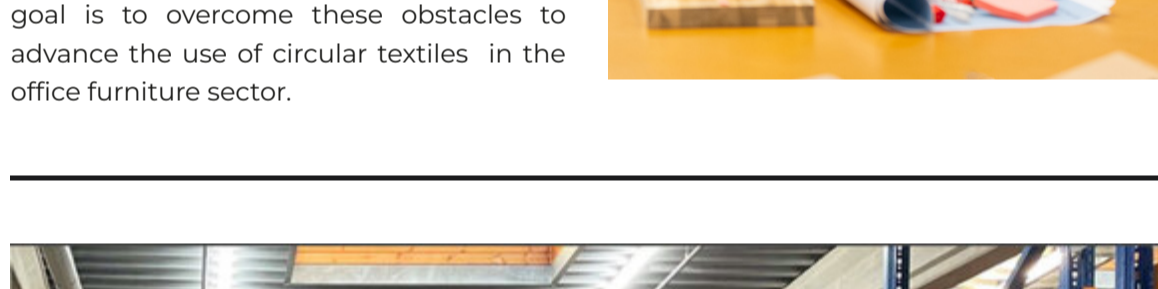 goal is to overcome these obstacles to
advance the use of circular textiles in the
office furniture sector.